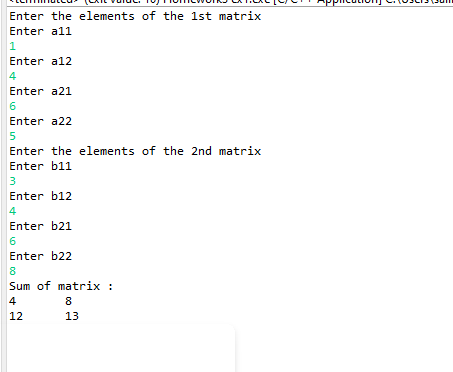 Enter the elements of the 1st matrix
Enter a11
1
Enter a12
4
Enter a21
6
Enter a22
5
Enter the elements of the 2nd matrix
Enter b11
3
Enter b12
4
Enter b21
6
Enter b22
8
Sum of matrix :
4 8
12 13